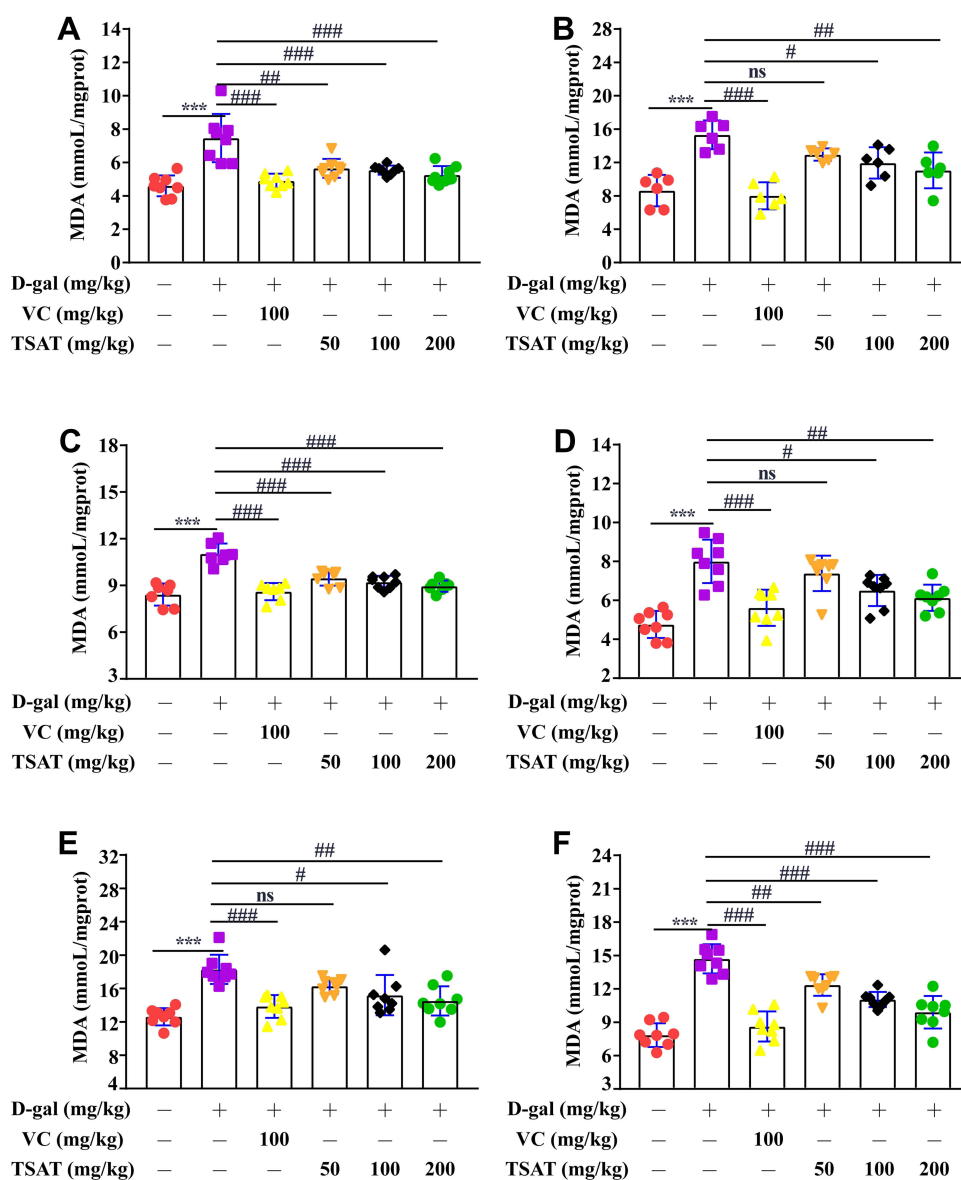 A
MDA (mmoL/mgprot)
14
12
10
8
6
4
2
0
***
###
##
###
###
D-gal (mg/kg) – + + + + +
VC (mg/kg) – – 100 – – –
TSAT (mg/kg) – – – 50 100 200
B
MDA (mmoL/mgprot)
28
24
20
16
12
8
4
0
***
###
ns
#
##
D-gal (mg/kg) – + + + + +
VC (mg/kg) – – 100 – – –
TSAT (mg/kg) – – – 50 100 200
C
MDA (mmoL/mgprot)
18
15
12
9
6
3
***
###
###
###
###
D-gal (mg/kg) – + + + + +
VC (mg/kg) – – 100 – – –
TSAT (mg/kg) – – – 50 100 200
D
MDA (mmoL/mgprot)
14
12
10
8
6
4
2
***
###
ns
#
##
D-gal (mg/kg) – + + + + +
VC (mg/kg) – – 100 – – –
TSAT (mg/kg) – – – 50 100 200
E
MDA (mmoL/mgprot)
32
28
24
20
16
12
8
4
***
###
ns
#
##
D-gal (mg/kg) – + + + + +
VC (mg/kg) – – 100 – – –
TSAT (mg/kg) – – – 50 100 200
F
MDA (mmoL/mgprot)
24
21
18
15
12
9
6
3
***
###
##
###
###
D-gal (mg/kg) – + + + + +
VC (mg/kg) – – 100 – – –
TSAT (mg/kg) – – – 50 100 200